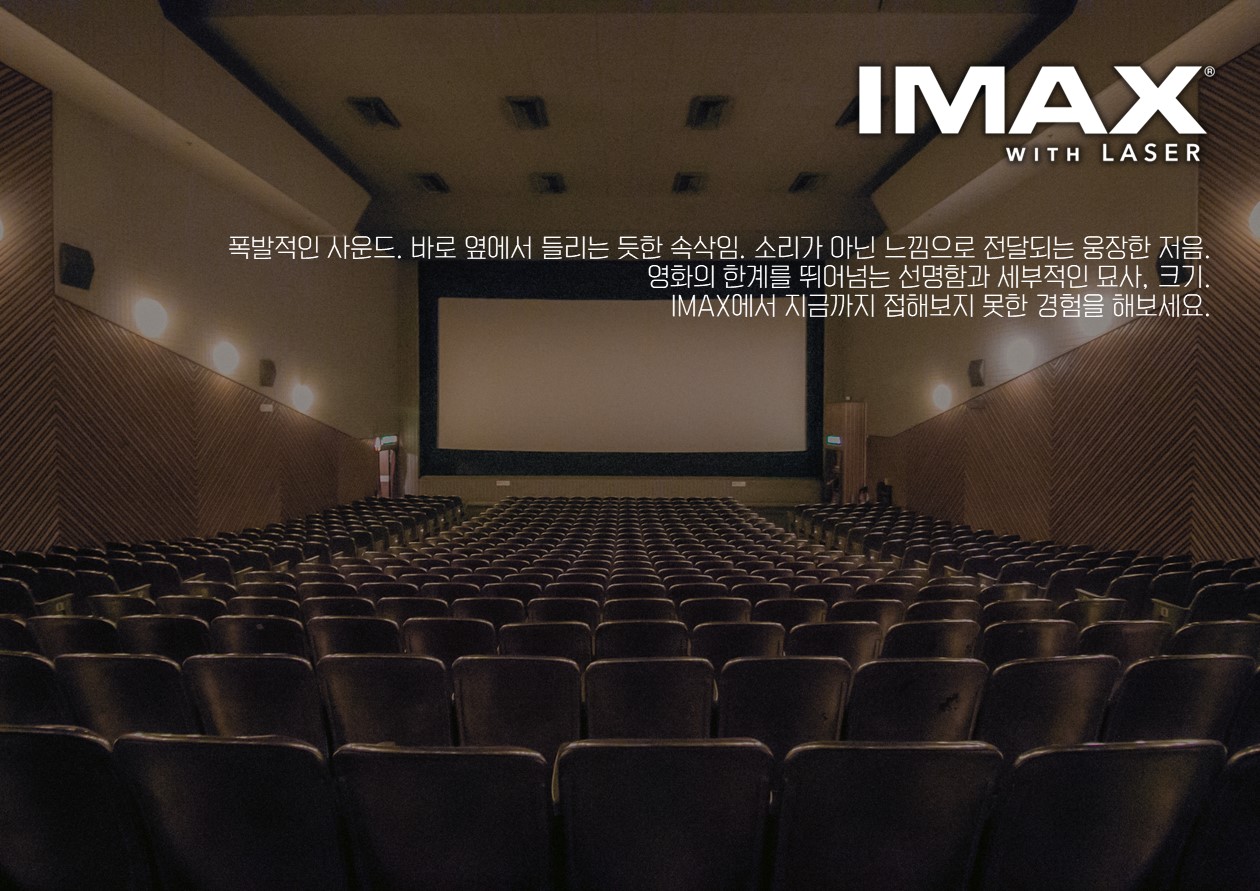 IMAX®
WITH LASER
폭발적인 사운드. 바로 옆에서 들리는 듯한 속삭임. 소리가 아닌 느낌으로 전달되는 웅장한 저음.
영화의 한계를 뛰어넘는 선명함과 세부적인 묘사, 크기.
IMAX에서 지금까지 접해보지 못한 경험을 해보세요.